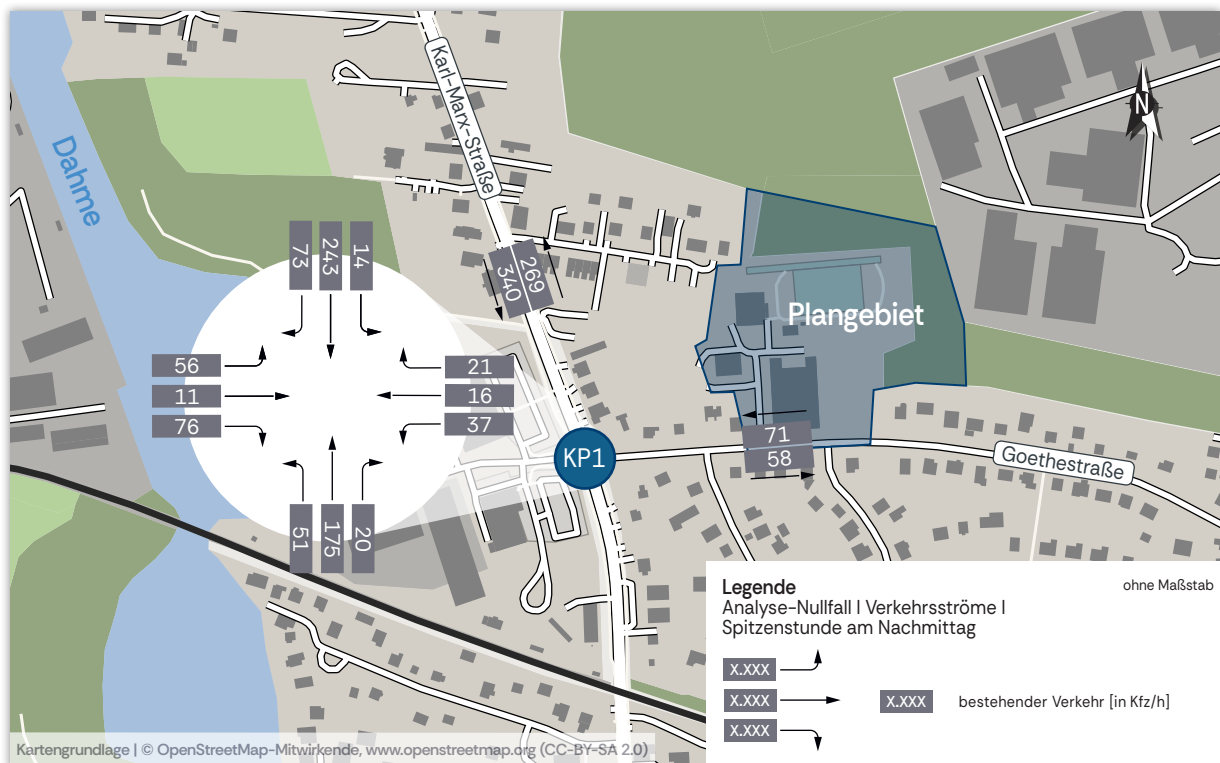 Karl-Marx-Straße
Dahme
73
243
14
269
340
56
11
76
21
16
37
Plangebiet
KP1
71
58
Goethestraße
51
175
20
N
Legende
ohne Maßstab
Analyse-Nullfall I Verkehrsströme I
Spitzenstunde am Nachmittag
X.XXX
X.XXX
X.XXX
X.XXX
bestehender Verkehr [in Kfz/h]
Kartengrundlage | © OpenStreetMap-Mitwirkende, www.openstreetmap.org (CC-BY-SA 2.0)